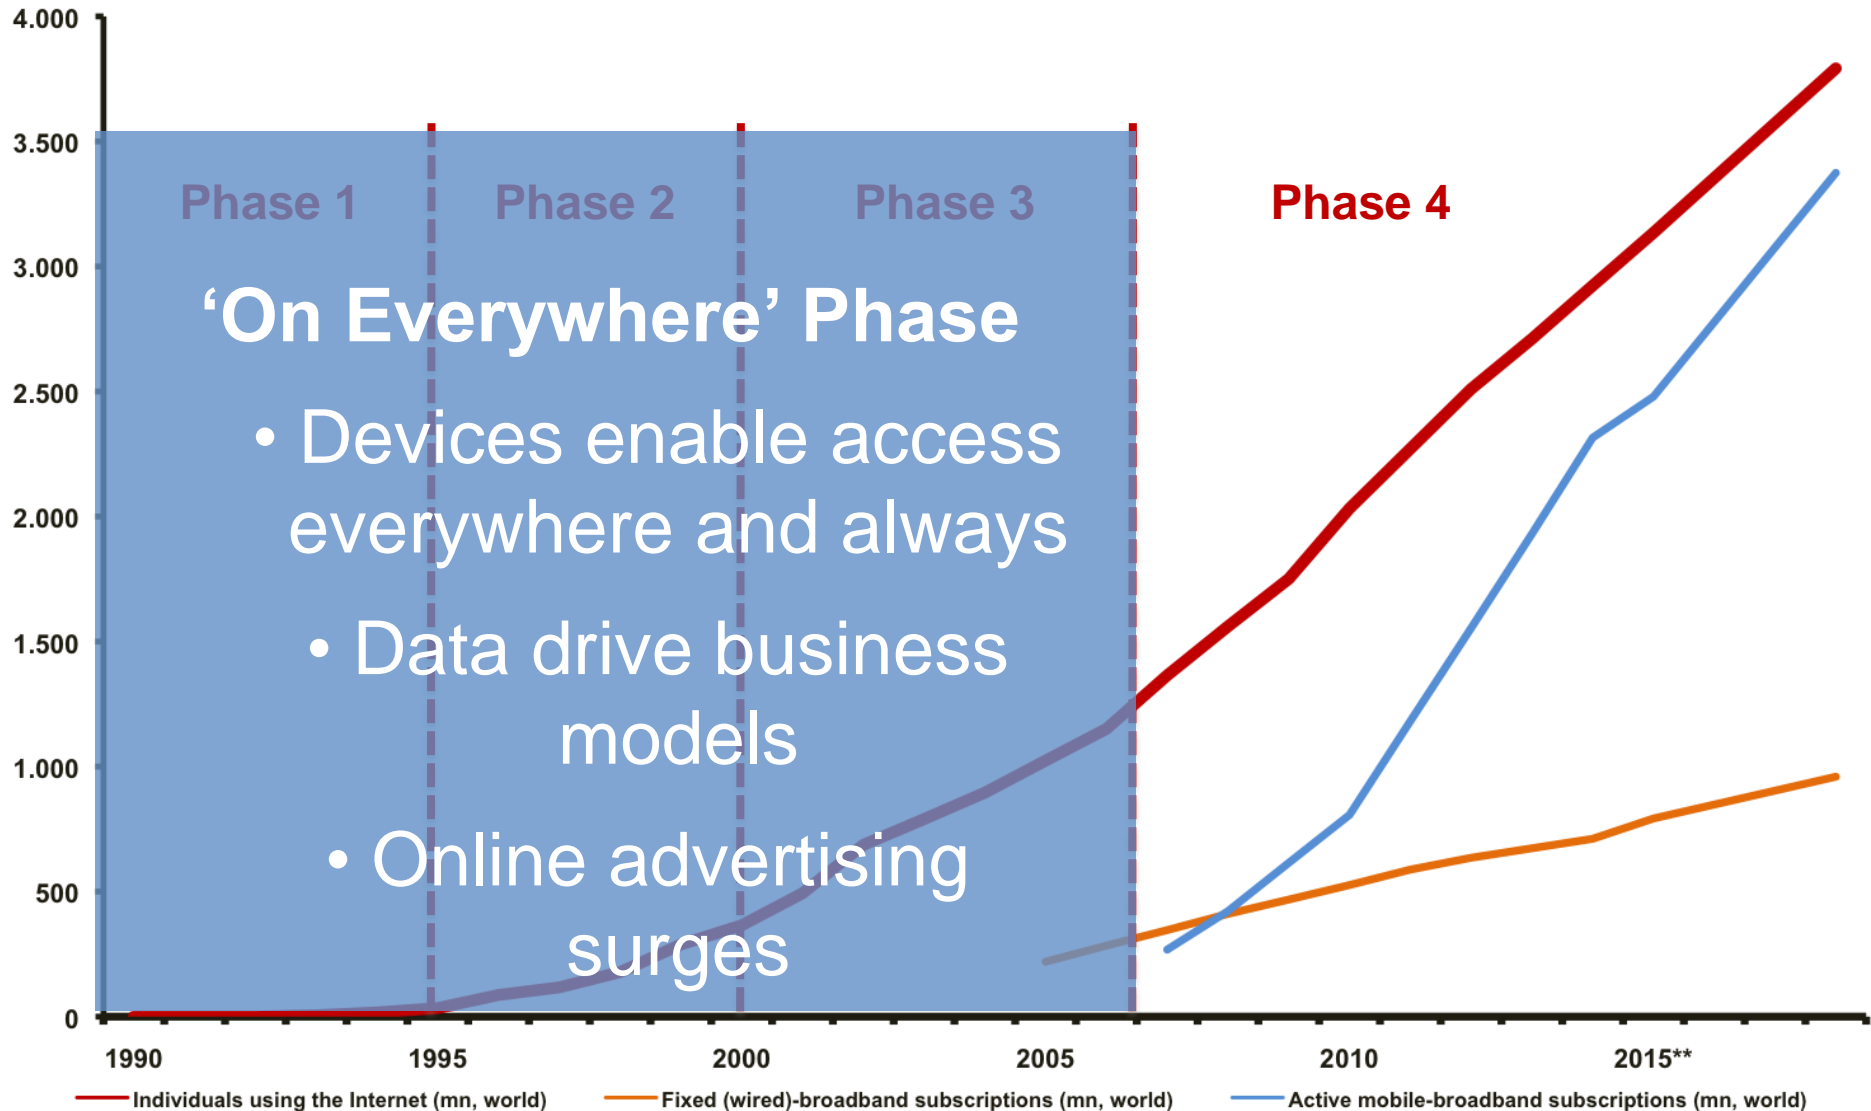 4.000
3.500
3.000
2.500
2.000
1.500
1.000
500
0
Phase 1
Phase 2
Phase 3
Phase 4
‘On Everywhere’ Phase
• Devices enable access
everywhere and always
• Data drive business
models
• Online advertising
surges
1990
1995
2000
2005
2010
2015**
Individuals using the Internet (mn, world)
Fixed (wired)-broadband subscriptions (mn, world)
Active mobile-broadband subscriptions (mn, world)